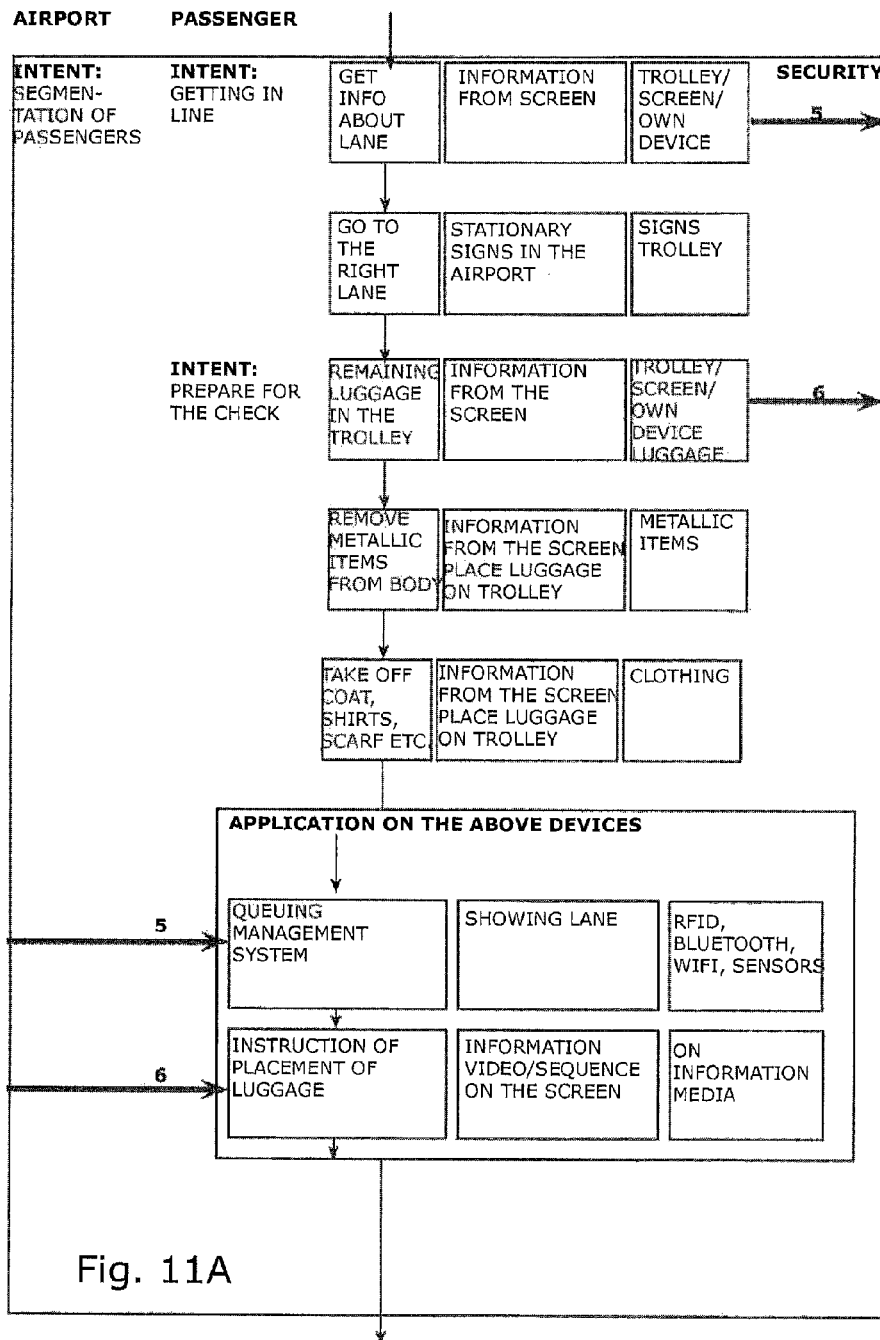 AIRPORT PASSENGER
INTENT:
SEGMEN-
TATION OF
PASSENGERS
INTENT:
GETTING IN
LINE
GET
INFO
ABOUT
LANE
INFORMATION
FROM SCREEN
TROLLEY/
SCREEN/
OWN
DEVICE
SECURITY
5
GO TO
THE
RIGHT
LANE
STATIONARY
SIGNS IN THE
AIRPORT
SIGNS
TROLLEY
INTENT:
PREPARE FOR
THE CHECK
REMAINING
LUGGAGE
IN THE
TROLLEY
INFORMATION
FROM THE
SCREEN
TROLLEY/
SCREEN/
OWN
DEVICE
LUGGAGE
6
REMOVE
METALLIC
ITEMS
FROM BODY
INFORMATION
FROM THE SCREEN
PLACE LUGGAGE
ON TROLLEY
METALLIC
ITEMS
TAKE OFF
COAT,
SHIRTS,
SCARF ETC.
INFORMATION
FROM THE SCREEN
PLACE LUGGAGE
ON TROLLEY
CLOTHING
APPLICATION ON THE ABOVE DEVICES
5
QUEUING
MANAGEMENT
SYSTEM
SHOWING LANE
RFID,
BLUETOOTH,
WIFI, SENSORS
6
INSTRUCTION OF
PLACEMENT OF
LUGGAGE
INFORMATION
VIDEO/SEQUENCE
ON THE SCREEN
ON
INFORMATION
MEDIA
Fig. 11A